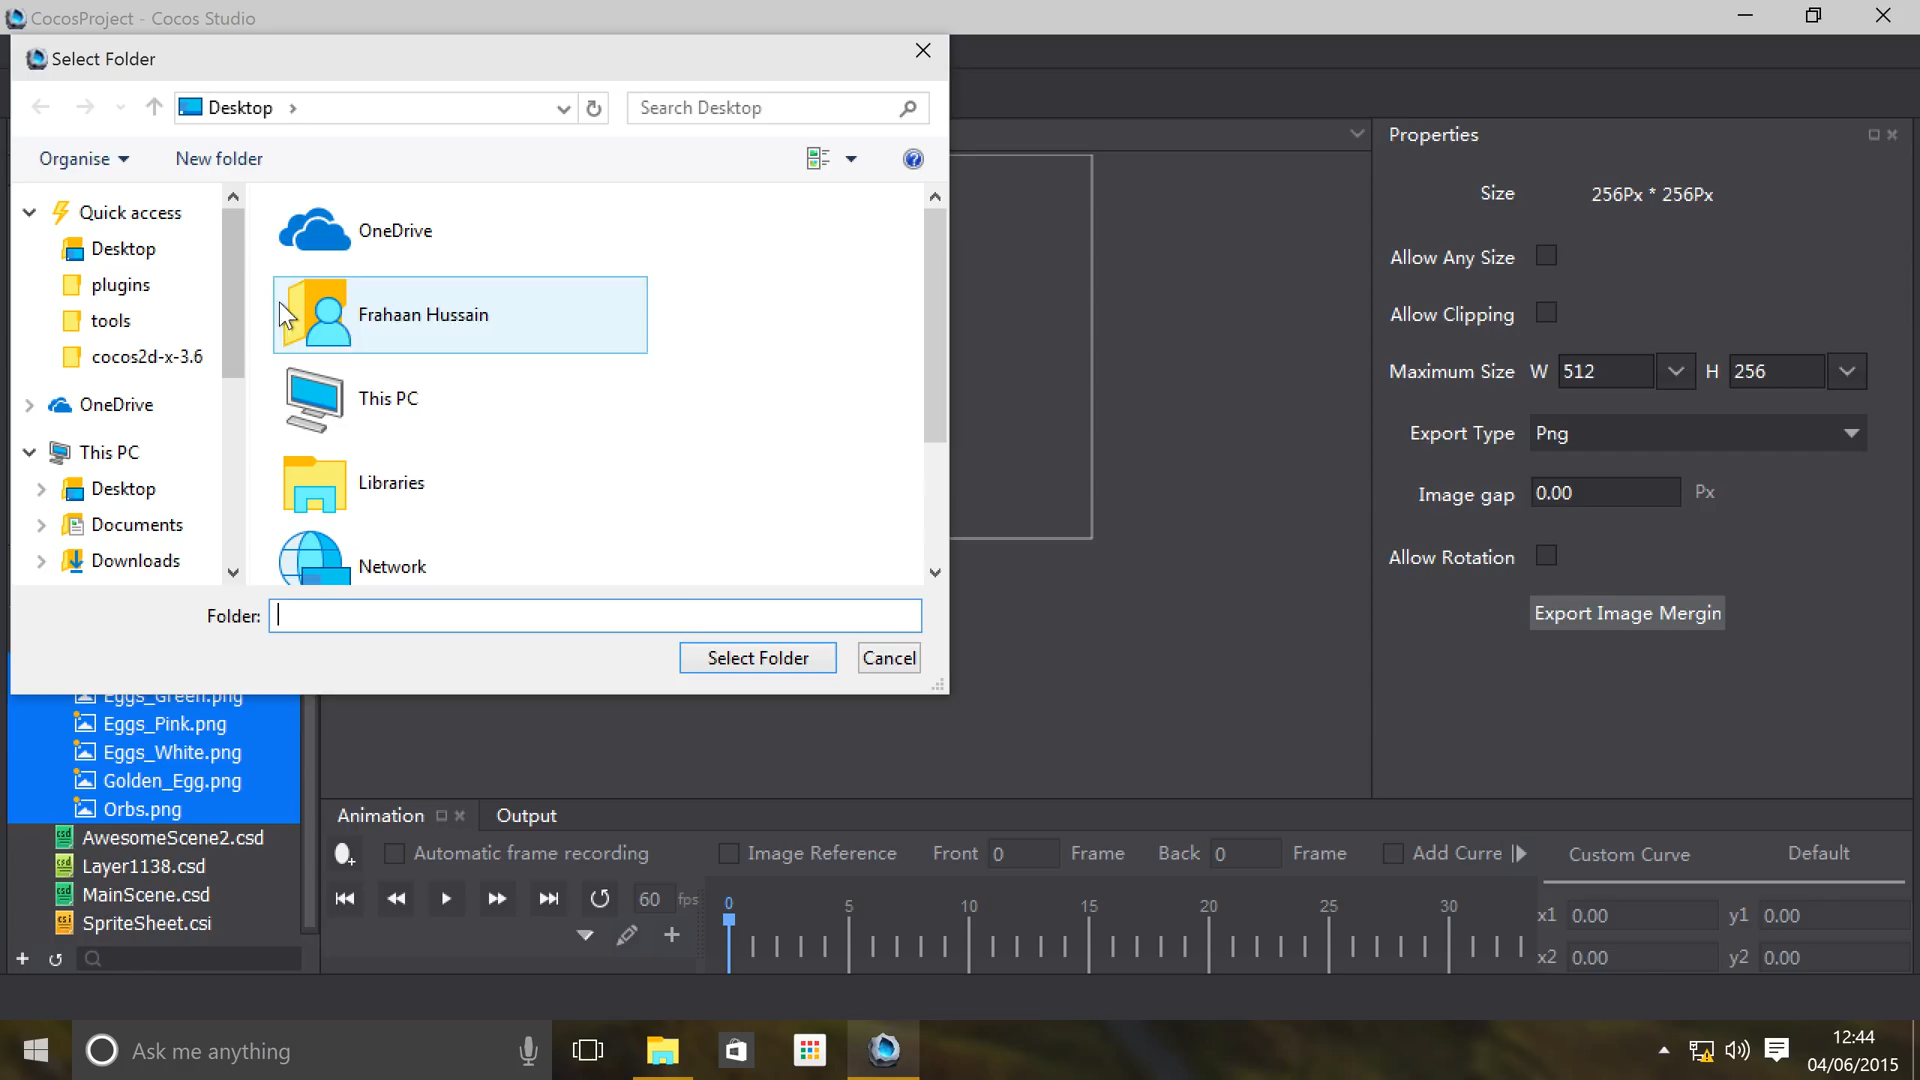 CocosProject - Cocos Studio
Select Folder
Desktop
Search Desktop
Organise
New folder
Quick access
Desktop
plugins
tools
cocos2d-x-3.6
OneDrive
This PC
Desktop
Documents
Downloads
OneDrive
Frahaan Hussain
This PC
Libraries
Network
Folder:
Select Folder
Cancel
Properties
Size 256Px * 256Px
Allow Any Size
Allow Clipping
Maximum Size W 512 H 256
Export Type Png
Image gap 0.00 Px
Allow Rotation
Export Image Mergin
Eggs_Green.png
Eggs_Pink.png
Eggs_White.png
Golden_Egg.png
Orbs.png
AwesomeScene2.csd
Layer1138.csd
MainScene.csd
SpriteSheet.csi
Animation Output
Automatic frame recording Image Reference Front 0 Frame Back 0 Frame Add Curre Custom Curve Default
60 fps
0 5 10 15 20 25 30
x1 0.00 y1 0.00
x2 0.00 y2 0.00
Ask me anything
12:44
04/06/2015